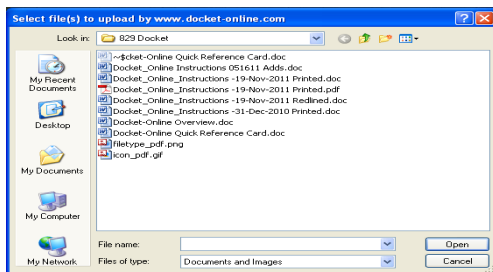 Select file(s) to upload by www.docket-online.com
Look in: 829 Docket
~$cket-Online Quick Reference Card.doc
Docket_Online Instructions 051611 Adds.doc
Docket_Online_Instructions -19-Nov-2011 Printed.doc
Docket_Online_Instructions -19-Nov-2011 Printed.pdf
Docket_Online_Instructions -19-Nov-2011 Redlined.doc
Docket_Online_Instructions -31-Dec-2010 Printed.doc
Docket-Online Overview.doc
Docket-Online Quick Reference Card.doc
filetype_pdf.png
icon_pdf.gif
My Recent
Documents
Desktop
My Documents
My Computer
My Network
File name:
Open
Files of type: Documents and Images
Cancel